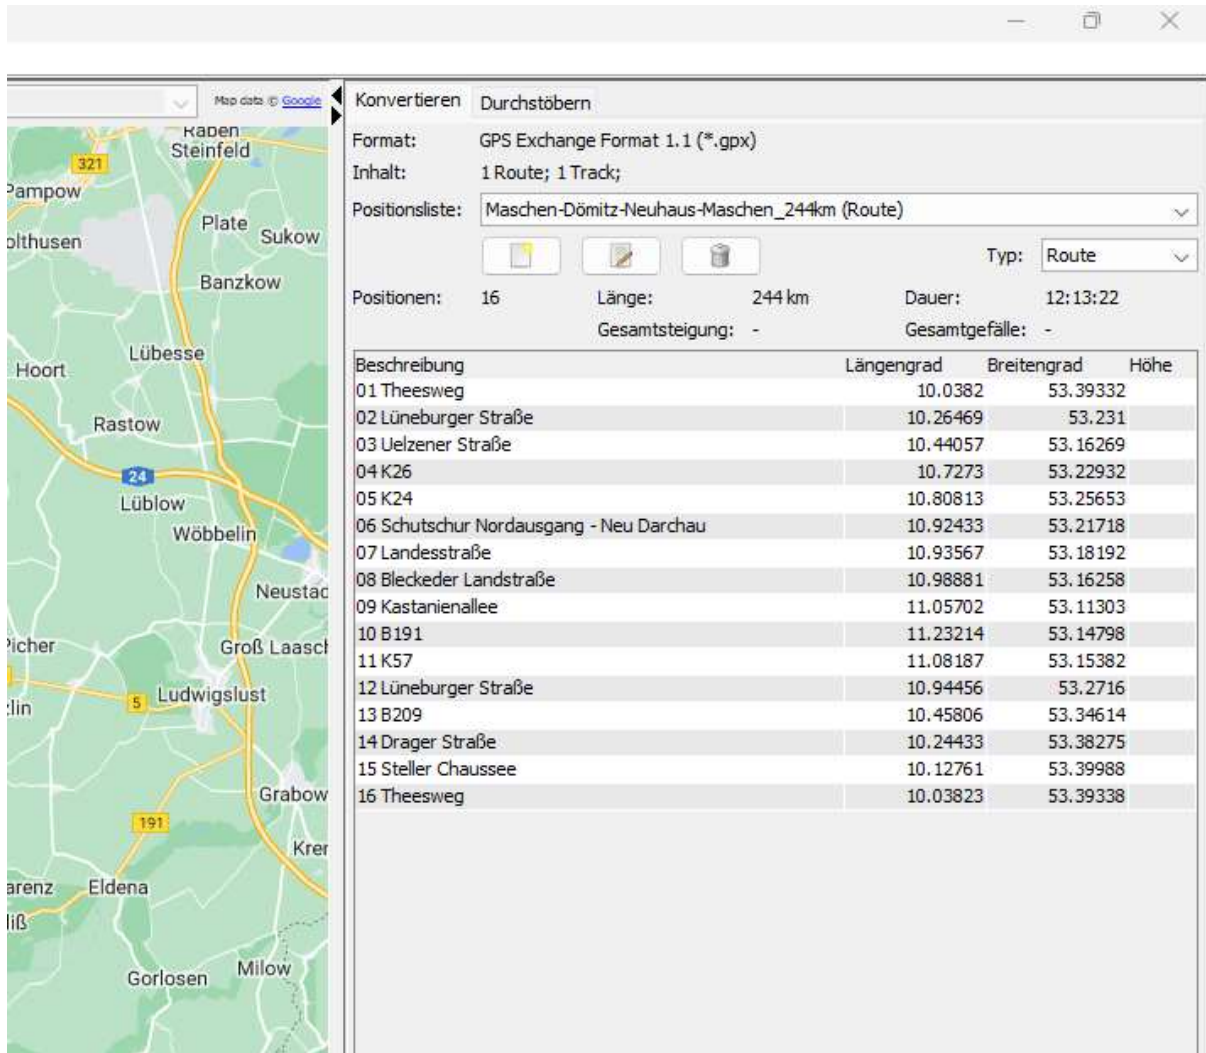 Map data © Google
Raben
Steinfeld
321
Pampow
Plate
Sukow
olthusen
Banzkow
Lübesse
Hoort
Rastow
24
Lüblow
Wöbbelin
Neustad
Picher
Groß Laasch
5
Ludwigslust
zlin
Grabow
191
Krer
arenz
Eldena
liß
Milow
Gorlosen
Konvertieren Durchstöbern
Format: GPS Exchange Format 1.1 (*.gpx)
Inhalt: 1 Route; 1 Track;
Positionsliste: Maschen-Dömitz-Neuhaus-Maschen_244km (Route)
Typ: Route
Positionen: 16 Länge: 244 km Dauer: 12:13:22
Gesamtsteigung: - Gesamtgefälle: -
Beschreibung Längengrad Breitengrad Höhe
01 Theesweg 10.0382 53.39332
02 Lüneburger Straße 10.26469 53.231
03 Uelzener Straße 10.44057 53.16269
04 K26 10.7273 53.22932
05 K24 10.80813 53.25653
06 Schutschur Nordausgang - Neu Darchau 10.92433 53.21718
07 Landesstraße 10.93567 53.18192
08 Bleckeder Landstraße 10.98881 53.16258
09 Kastanienallee 11.05702 53.11303
10 B191 11.23214 53.14798
11 K57 11.08187 53.15382
12 Lüneburger Straße 10.94456 53.2716
13 B209 10.45806 53.34614
14 Drager Straße 10.24433 53.38275
15 Steller Chaussee 10.12761 53.39988
16 Theesweg 10.03823 53.39338